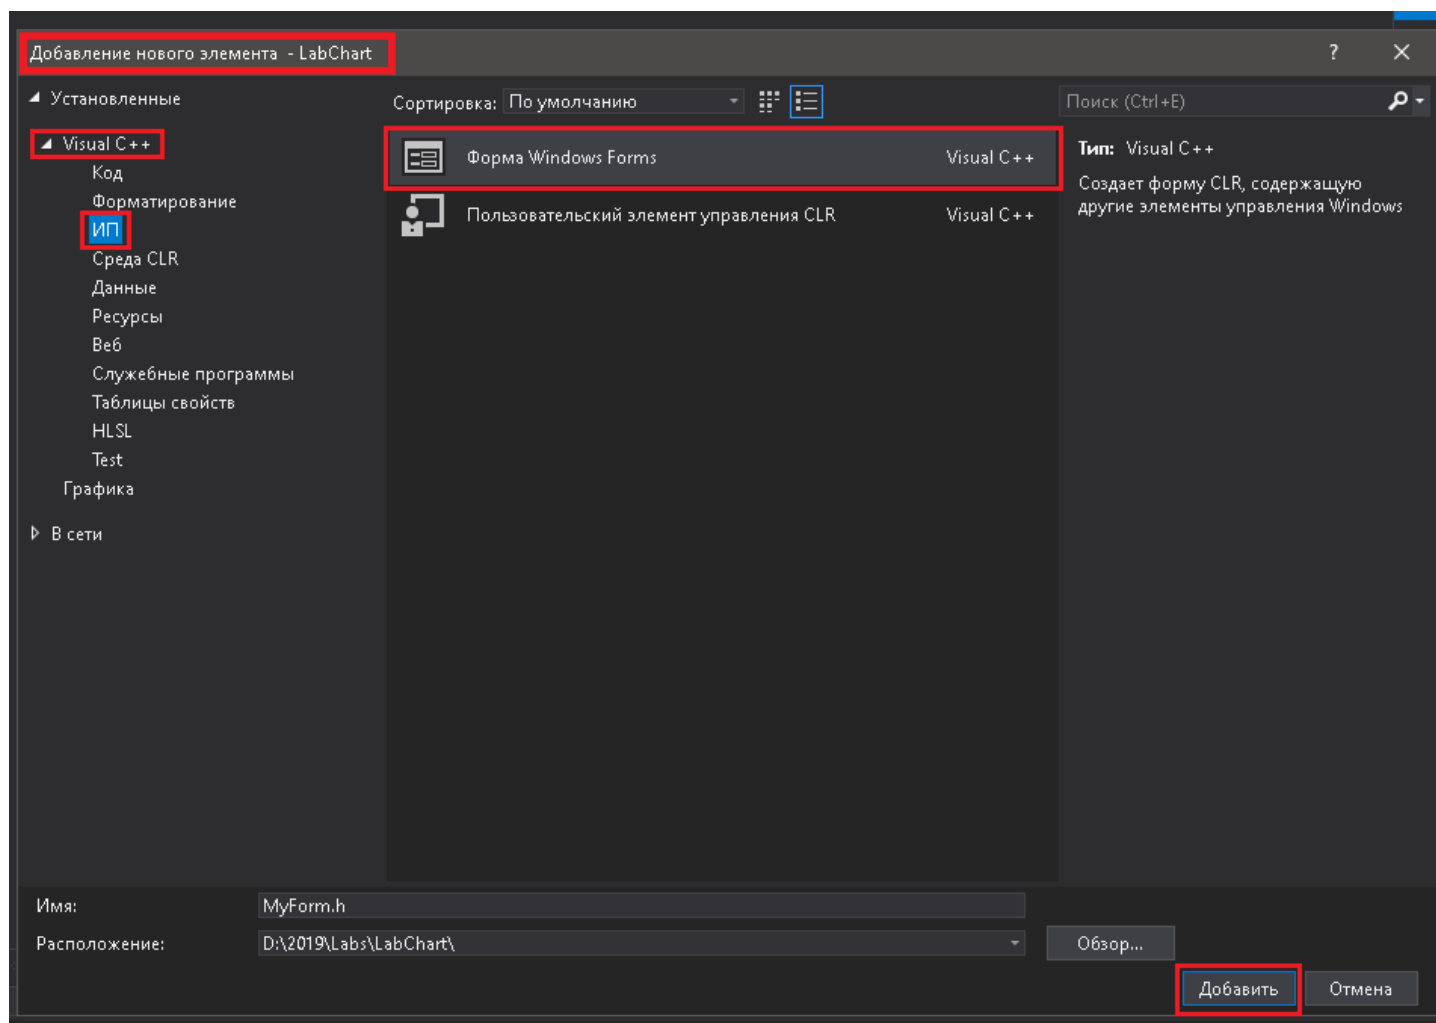 Добавление нового элемента - LabChart
?
Установленные
Сортировка: По умолчанию
Поиск (Ctrl+E)
Visual C++
Код
Форматирование
ИП
Среда CLR
Данные
Ресурсы
Веб
Служебные программы
Таблицы свойств
HLSL
Test
Графика
В сети
Форма Windows Forms Visual C++
Пользовательский элемент управления CLR Visual C++
Тип: Visual C++
Создает форму CLR, содержащую
другие элементы управления Windows
Имя: MyForm.h
Расположение: D:\2019\Labs\LabChart\
Обзор...
Добавить Отмена